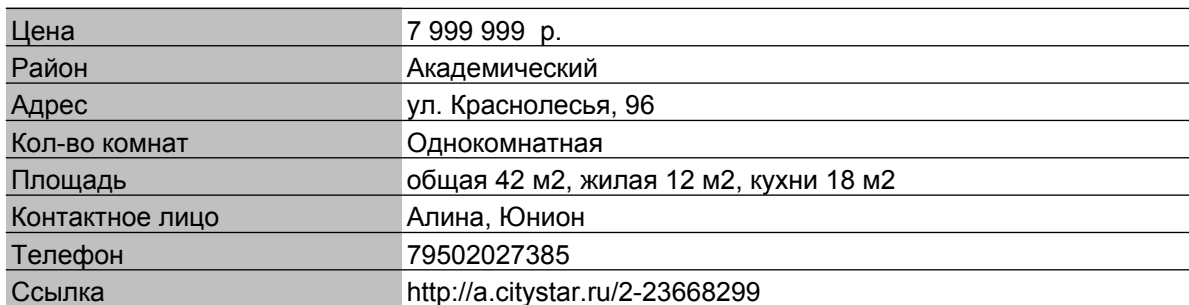 Цена 7 999 999 р.
Район Академический
Адрес ул. Краснолесья, 96
Кол-во комнат Однокомнатная
Площадь общая 42 м2, жилая 12 м2, кухни 18 м2
Контактное лицо Алина, Юнион
Телефон 79502027385
Ссылка http://a.citystar.ru/2-23668299